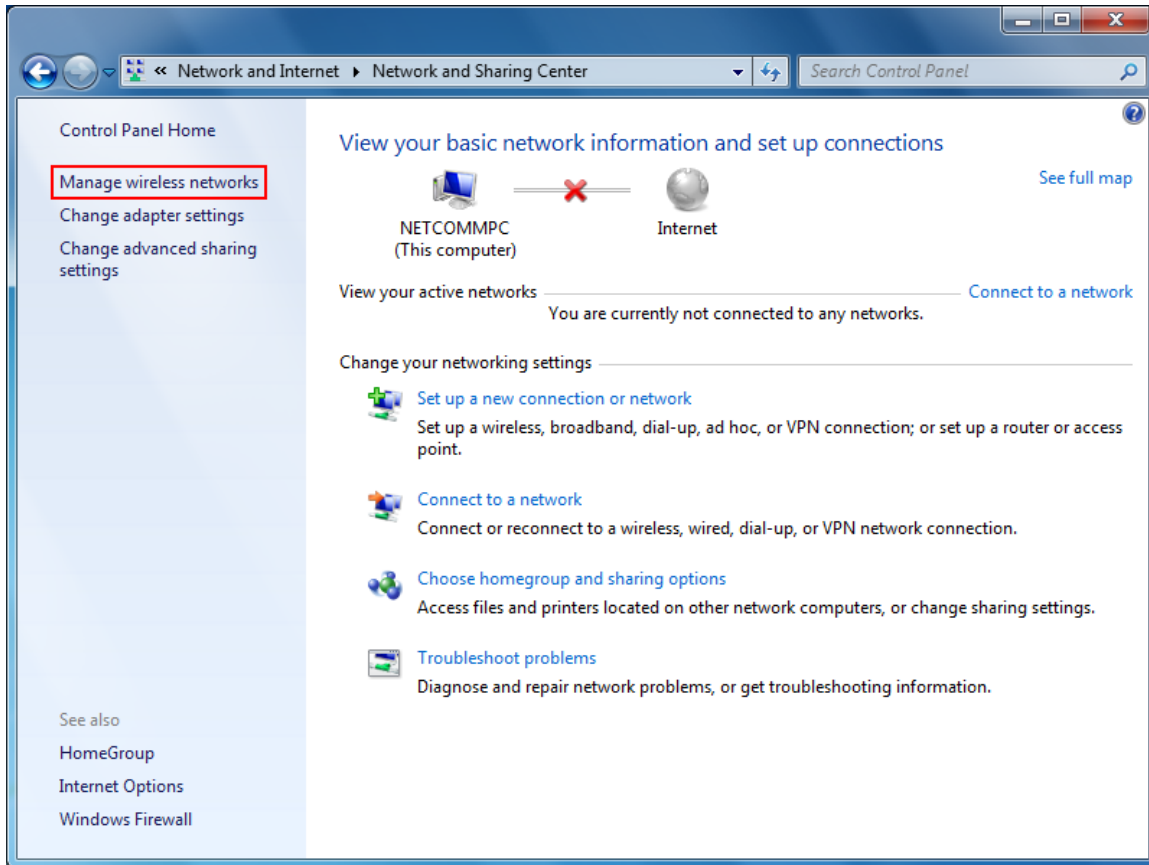 « Network and Internet ▸ Network and Sharing Center
Search Control Panel
Control Panel Home
Manage wireless networks
Change adapter settings
Change advanced sharing
settings
See also
HomeGroup
Internet Options
Windows Firewall
View your basic network information and set up connections
See full map
NETCOMMPC
(This computer)
Internet
View your active networks
Connect to a network
You are currently not connected to any networks.
Change your networking settings
Set up a new connection or network
Set up a wireless, broadband, dial-up, ad hoc, or VPN connection; or set up a router or access
point.
Connect to a network
Connect or reconnect to a wireless, wired, dial-up, or VPN network connection.
Choose homegroup and sharing options
Access files and printers located on other network computers, or change sharing settings.
Troubleshoot problems
Diagnose and repair network problems, or get troubleshooting information.